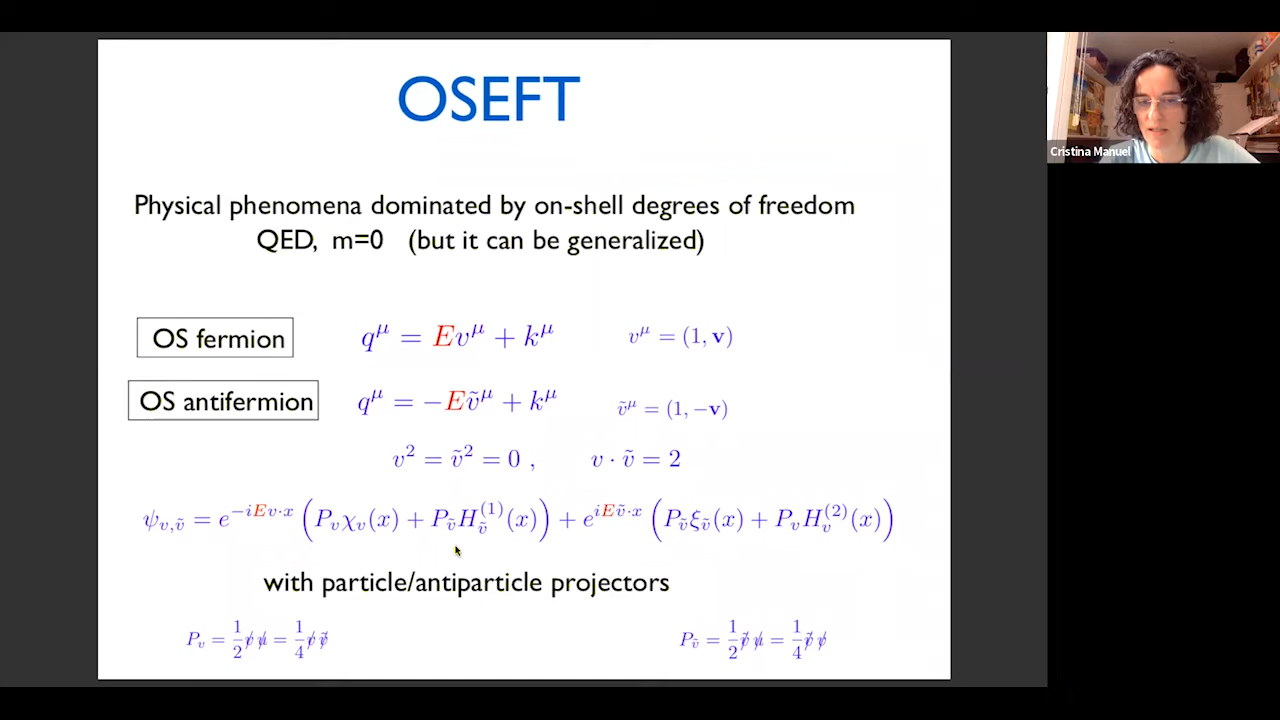 OSEFT
Physical phenomena dominated by on-shell degrees of freedom
QED, m=0 (but it can be generalized)
OS fermion q^μ = Ev^μ + k^μ v^μ = (1, v)
OS antifermion q^μ = −Eṽ^μ + k^μ ṽ^μ = (1, −v)
v² = ṽ² = 0 , v · ṽ = 2
ψ_{v,ṽ} = e^{−iEv·x} (P_v χ_v(x) + P_ṽ H_ṽ^{(1)}(x)) + e^{iEṽ·x} (P_ṽ ξ_ṽ(x) + P_v H_v^{(2)}(x))
with particle/antiparticle projectors
P_v = 1/2 v̸ u̸ = 1/4 v̸ ṽ̸ P_ṽ = 1/2 ṽ̸ u̸ = 1/4 ṽ̸ v̸
Cristina Manuel